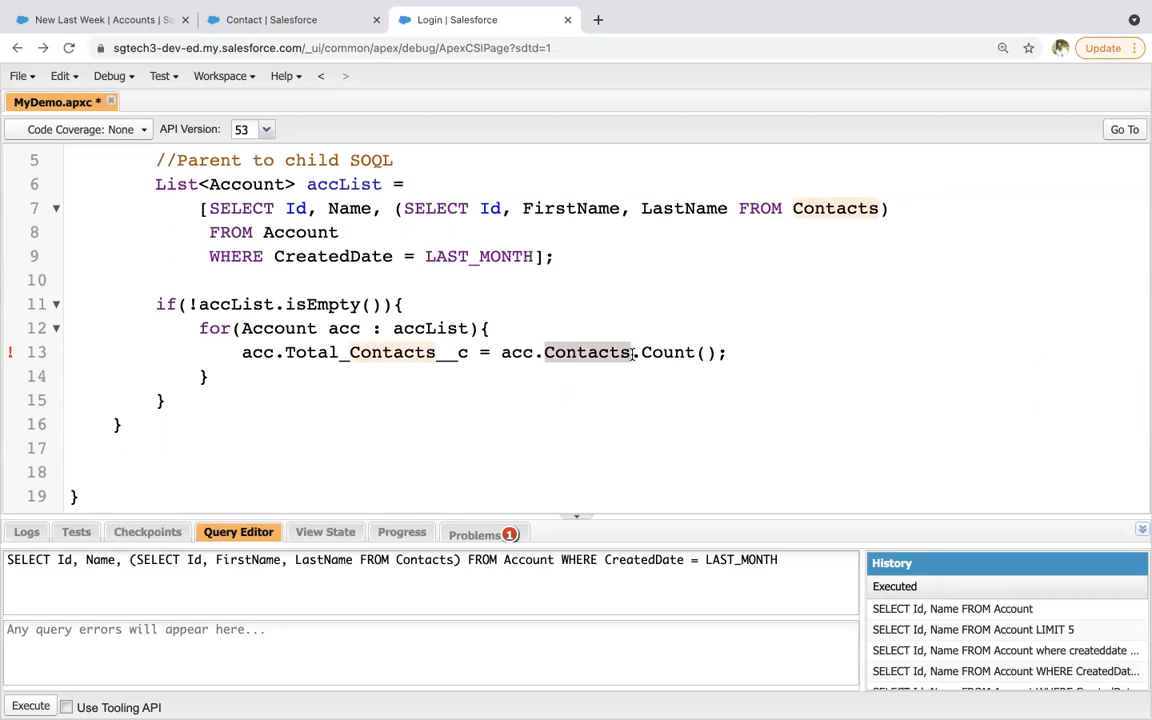 New Last Week | Accounts | Sa
Contact | Salesforce
Login | Salesforce
sgtech3-dev-ed.my.salesforce.com/_ui/common/apex/debug/ApexCSIPage?sdtd=1
Update
File Edit Debug Test Workspace Help < >
MyDemo.apxc *
Code Coverage: None API Version: 53 Go To
5 //Parent to child SOQL
6 List<Account> accList =
7 [SELECT Id, Name, (SELECT Id, FirstName, LastName FROM Contacts)
8 FROM Account
9 WHERE CreatedDate = LAST_MONTH];
10
11 if(!accList.isEmpty()){
12 for(Account acc : accList){
! 13 acc.Total_Contacts__c = acc.Contacts.Count();
14 }
15 }
16 }
17
18
19 }
Logs Tests Checkpoints Query Editor View State Progress Problems 1
SELECT Id, Name, (SELECT Id, FirstName, LastName FROM Contacts) FROM Account WHERE CreatedDate = LAST_MONTH
Any query errors will appear here...
History
Executed
SELECT Id, Name FROM Account
SELECT Id, Name FROM Account LIMIT 5
SELECT Id, Name FROM Account where createddate ...
SELECT Id, Name FROM Account WHERE CreatedDat...
Execute Use Tooling API